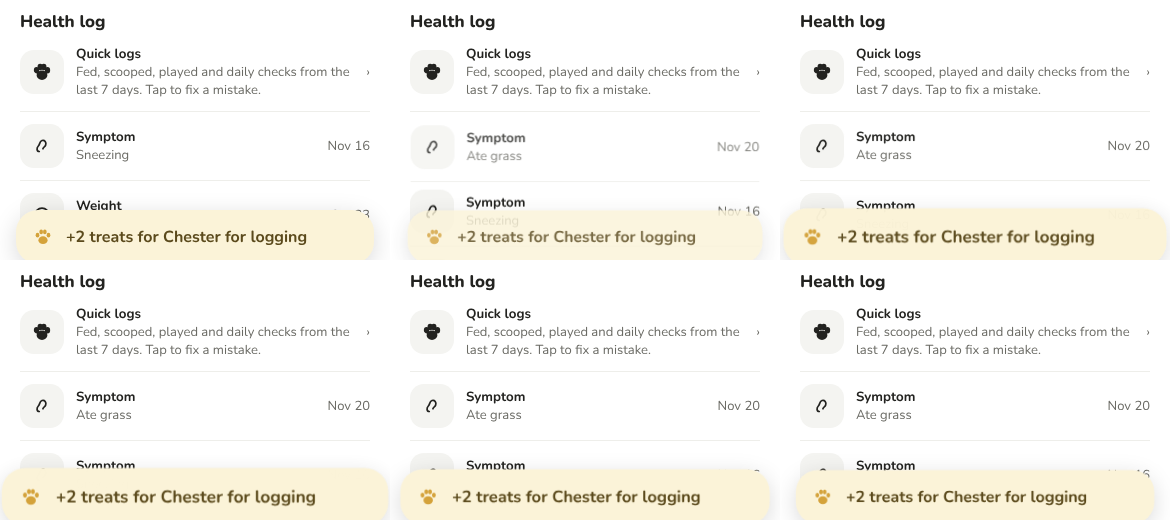 Health log
Quick logs
Fed, scooped, played and daily checks from the
last 7 days. Tap to fix a mistake.
Symptom
Sneezing
Nov 16
Weight
+2 treats for Chester for logging
Health log
Quick logs
Fed, scooped, played and daily checks from the
last 7 days. Tap to fix a mistake.
Symptom
Ate grass
Nov 20
Symptom
Sneezing
Nov 16
+2 treats for Chester for logging
Health log
Quick logs
Fed, scooped, played and daily checks from the
last 7 days. Tap to fix a mistake.
Symptom
Ate grass
Nov 20
Symptom
+2 treats for Chester for logging
Health log
Quick logs
Fed, scooped, played and daily checks from the
last 7 days. Tap to fix a mistake.
Symptom
Ate grass
Nov 20
Symptom
+2 treats for Chester for logging
Health log
Quick logs
Fed, scooped, played and daily checks from the
last 7 days. Tap to fix a mistake.
Symptom
Ate grass
Nov 20
Symptom
+2 treats for Chester for logging
Health log
Quick logs
Fed, scooped, played and daily checks from the
last 7 days. Tap to fix a mistake.
Symptom
Ate grass
Nov 20
Symptom
+2 treats for Chester for logging